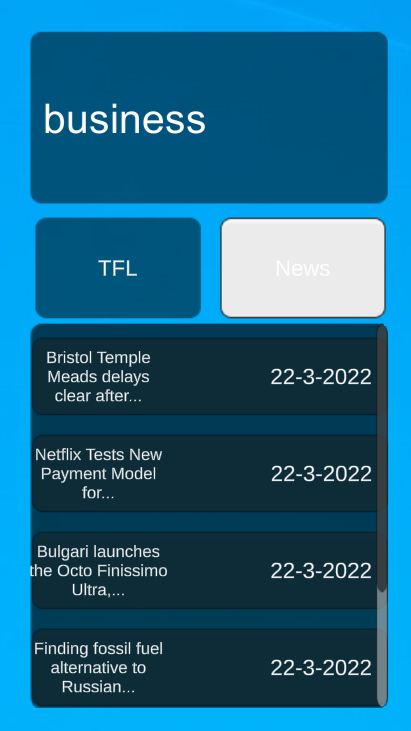 business
TFL
News
Bristol Temple
Meads delays
clear after...
22-3-2022
Netflix Tests New
Payment Model
for...
22-3-2022
Bulgari launches
the Octo Finissimo
Ultra,...
22-3-2022
Finding fossil fuel
alternative to
Russian...
22-3-2022